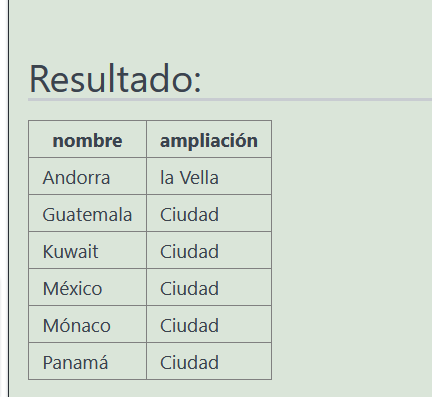 Resultado:
nombre ampliación
Andorra la Vella
Guatemala Ciudad
Kuwait Ciudad
México Ciudad
Mónaco Ciudad
Panamá Ciudad